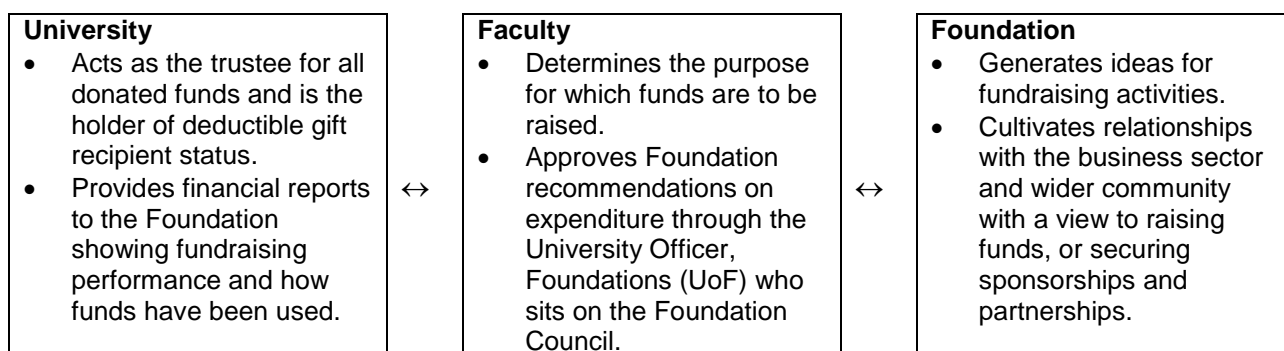 University
• Acts as the trustee for all
donated funds and is the
holder of deductible gift
recipient status.
• Provides financial reports
to the Foundation
showing fundraising
performance and how
funds have been used.
↔
Faculty
• Determines the purpose
for which funds are to be
raised.
• Approves Foundation
recommendations on
expenditure through the
University Officer,
Foundations (UoF) who
sits on the Foundation
Council.
↔
Foundation
• Generates ideas for
fundraising activities.
• Cultivates relationships
with the business sector
and wider community
with a view to raising
funds, or securing
sponsorships and
partnerships.